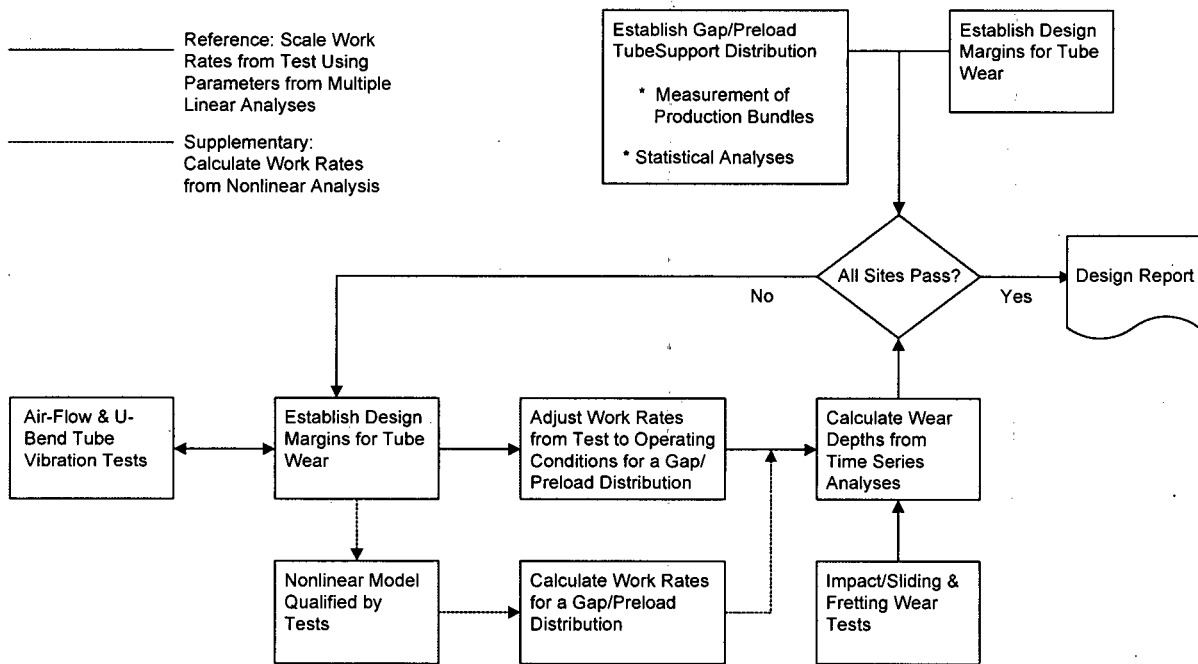 Reference: Scale Work
Rates from Test Using
Parameters from Multiple
Linear Analyses
Supplementary:
Calculate Work Rates
from Nonlinear Analysis
Establish Gap/Preload
TubeSupport Distribution
* Measurement of
Production Bundles
* Statistical Analyses
Establish Design
Margins for Tube
Wear
All Sites Pass?
No
Yes
Design Report
Air-Flow & U-
Bend Tube
Vibration Tests
Establish Design
Margins for Tube
Wear
Adjust Work Rates
from Test to Operating
Conditions for a Gap/
Preload Distribution
Calculate Wear
Depths from
Time Series
Analyses
Nonlinear Model
Qualified by
Tests
Calculate Work Rates
for a Gap/Preload
Distribution
Impact/Sliding &
Fretting Wear
Tests